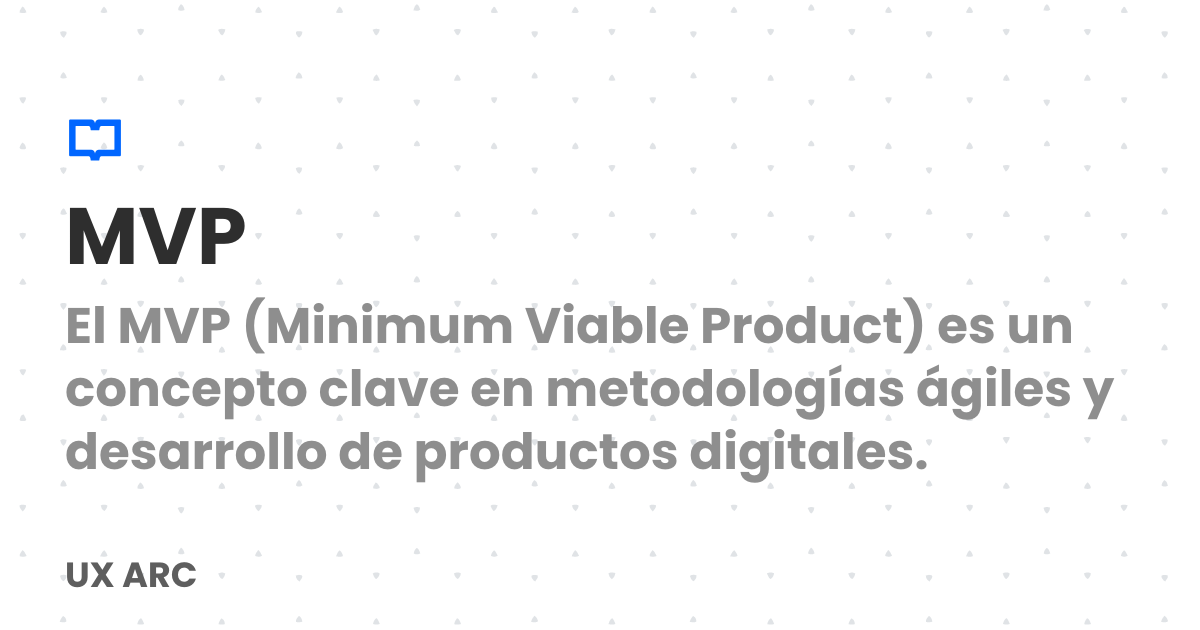 MVP
El MVP (Minimum Viable Product) es un
concepto clave en metodologías ágiles y
desarrollo de productos digitales.
UX ARC